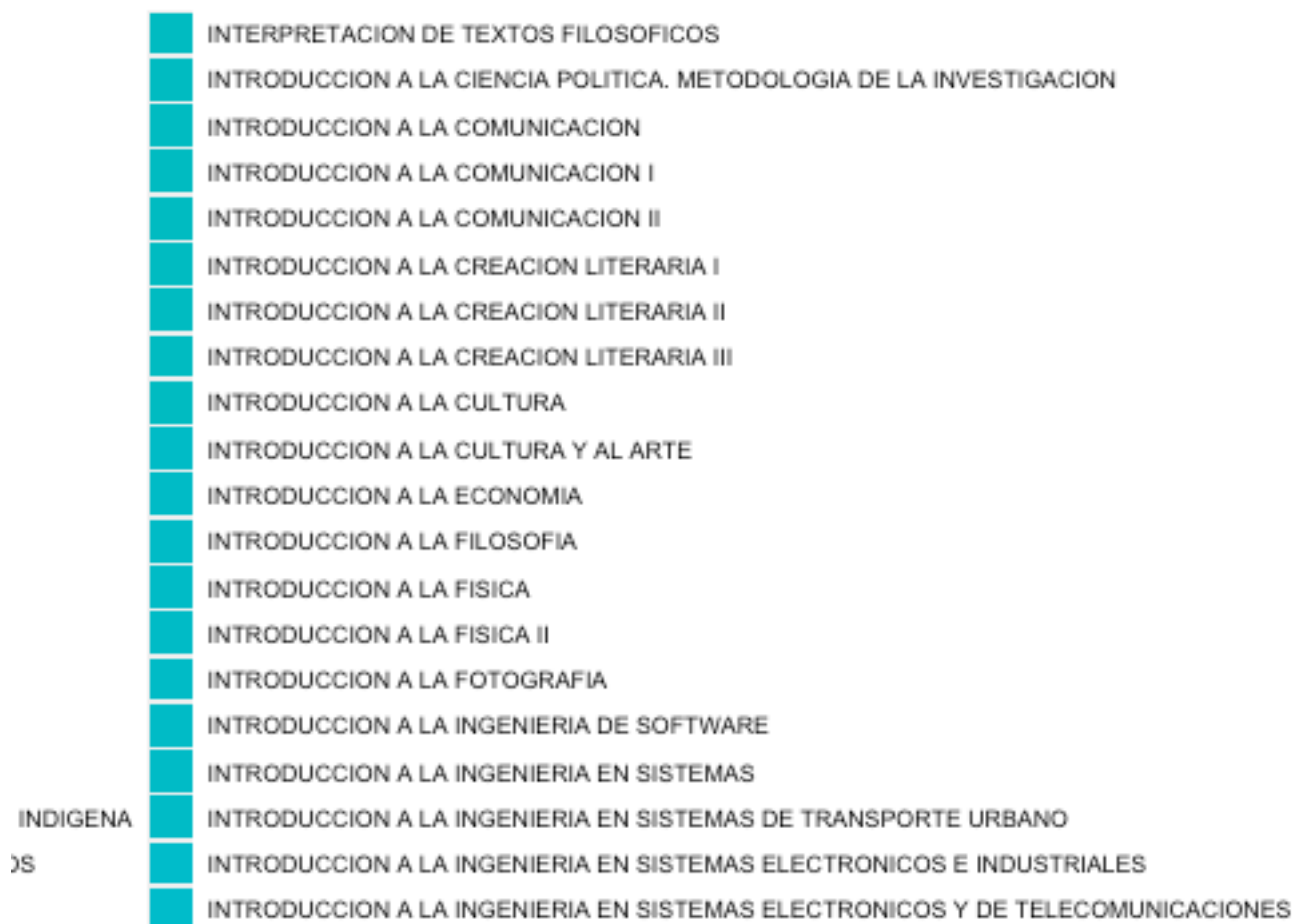 INTERPRETACION DE TEXTOS FILOSOFICOS
INTRODUCCION A LA CIENCIA POLITICA. METODOLOGIA DE LA INVESTIGACION
INTRODUCCION A LA COMUNICACION
INTRODUCCION A LA COMUNICACION I
INTRODUCCION A LA COMUNICACION II
INTRODUCCION A LA CREACION LITERARIA I
INTRODUCCION A LA CREACION LITERARIA II
INTRODUCCION A LA CREACION LITERARIA III
INTRODUCCION A LA CULTURA
INTRODUCCION A LA CULTURA Y AL ARTE
INTRODUCCION A LA ECONOMIA
INTRODUCCION A LA FILOSOFIA
INTRODUCCION A LA FISICA
INTRODUCCION A LA FISICA II
INTRODUCCION A LA FOTOGRAFIA
INTRODUCCION A LA INGENIERIA DE SOFTWARE
INTRODUCCION A LA INGENIERIA EN SISTEMAS
INDIGENA INTRODUCCION A LA INGENIERIA EN SISTEMAS DE TRANSPORTE URBANO
INTRODUCCION A LA INGENIERIA EN SISTEMAS ELECTRONICOS E INDUSTRIALES
INTRODUCCION A LA INGENIERIA EN SISTEMAS ELECTRONICOS Y DE TELECOMUNICACIONES